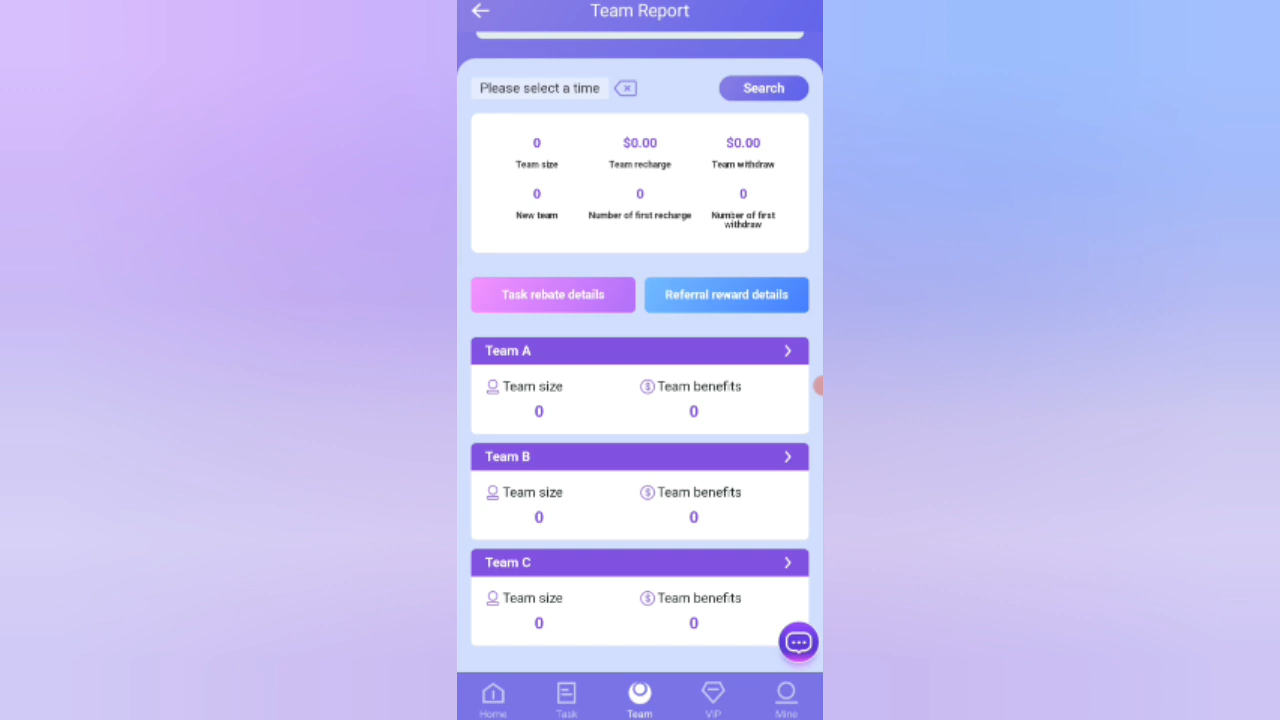 Team Report
Please select a time
Search
0 $0.00 $0.00
Team size Team recharge Team withdraw
0 0 0
New team Number of first recharge Number of first
withdraw
Task rebate details Referral reward details
Team A
Team size Team benefits
0 0
Team B
Team size Team benefits
0 0
Team C
Team size Team benefits
0 0
Home Task Team VIP Mine